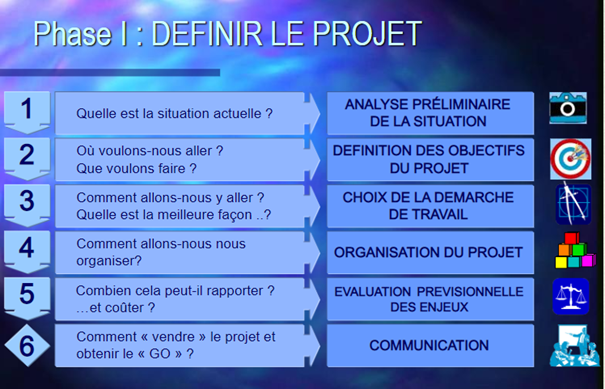 Phase I : DEFINIR LE PROJET
1
Quelle est la situation actuelle ?
ANALYSE PRÉLIMINAIRE
DE LA SITUATION
2
Où voulons-nous aller ?
Que voulons faire ?
DEFINITION DES OBJECTIFS
DU PROJET
3
Comment allons-nous y aller ?
Quelle est la meilleure façon ..?
CHOIX DE LA DEMARCHE
DE TRAVAIL
4
Comment allons-nous nous
organiser?
ORGANISATION DU PROJET
5
Combien cela peut-il rapporter ?
…et coûter ?
EVALUATION PREVISIONNELLE
DES ENJEUX
6
Comment « vendre » le projet et
obtenir le « GO » ?
COMMUNICATION